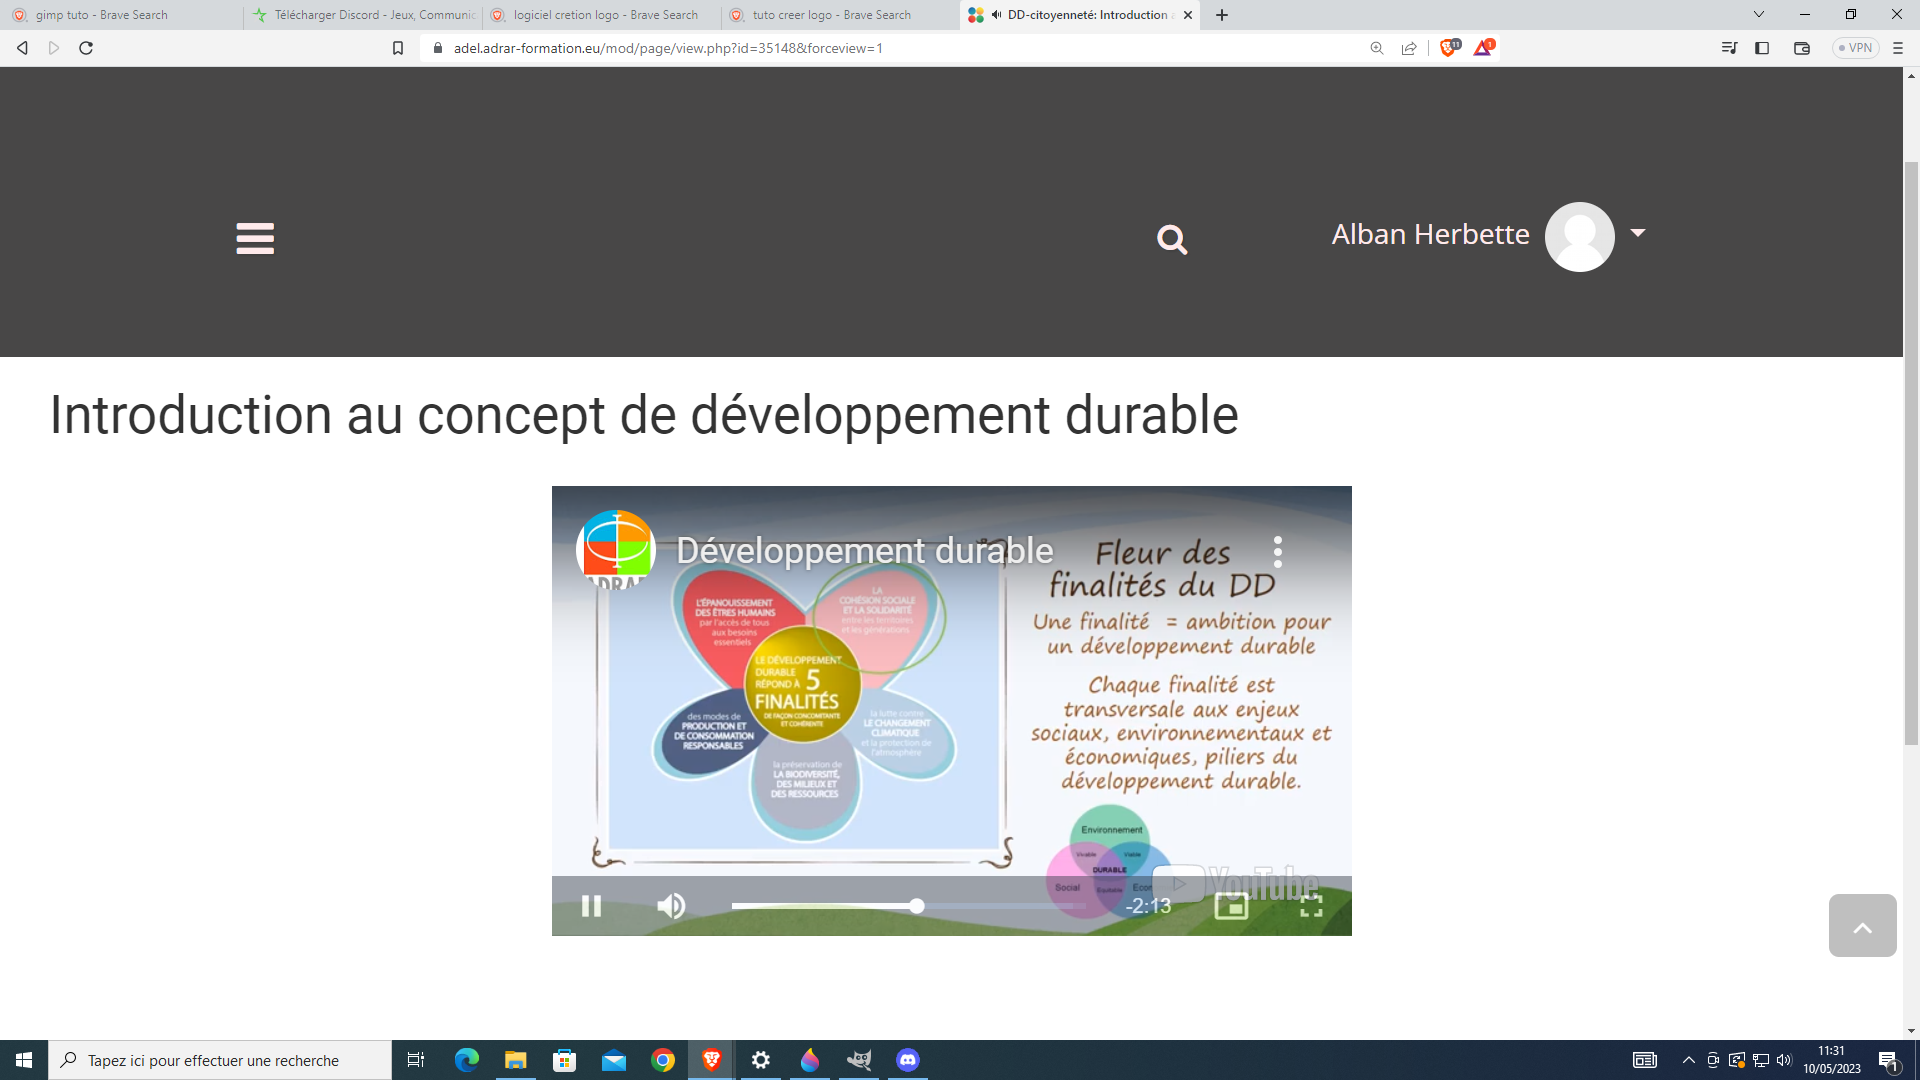 gimp tuto - Brave Search
Télécharger Discord - Jeux, Communic
logiciel cretion logo - Brave Search
tuto creer logo - Brave Search
DD-citoyenneté: Introduction
adel.adrar-formation.eu/mod/page/view.php?id=35148&forceview=1
11
1
VPN
Alban Herbette
Introduction au concept de développement durable
ADRAR
Développement durable
L'ÉPANOUISSEMENT
DES ÊTRES HUMAINS
par l'accès de tous
aux besoins
essentiels
LA
COHÉSION SOCIALE
ET LA SOLIDARITÉ
entre les territoires
et les générations
LE DÉVELOPPEMENT
DURABLE
RÉPOND À 5
FINALITÉS
DE FAÇON CONCOMITANTE
ET COHÉRENTE
des modes de
PRODUCTION ET
DE CONSOMMATION
RESPONSABLES
la lutte contre
LE CHANGEMENT
CLIMATIQUE
et la protection de
l'atmosphère
la préservation de
LA BIODIVERSITÉ,
DES MILIEUX ET
DES RESSOURCES
Fleur des
finalités du DD
Une finalité = ambition pour
un développement durable
Chaque finalité est
transversale aux enjeux
sociaux, environnementaux et
économiques, piliers du
développement durable.
Environnement
Vivable
Viable
DURABLE
Social
Equitable
Econ
YouTube
-2:13
Tapez ici pour effectuer une recherche
11:31
10/05/2023
1